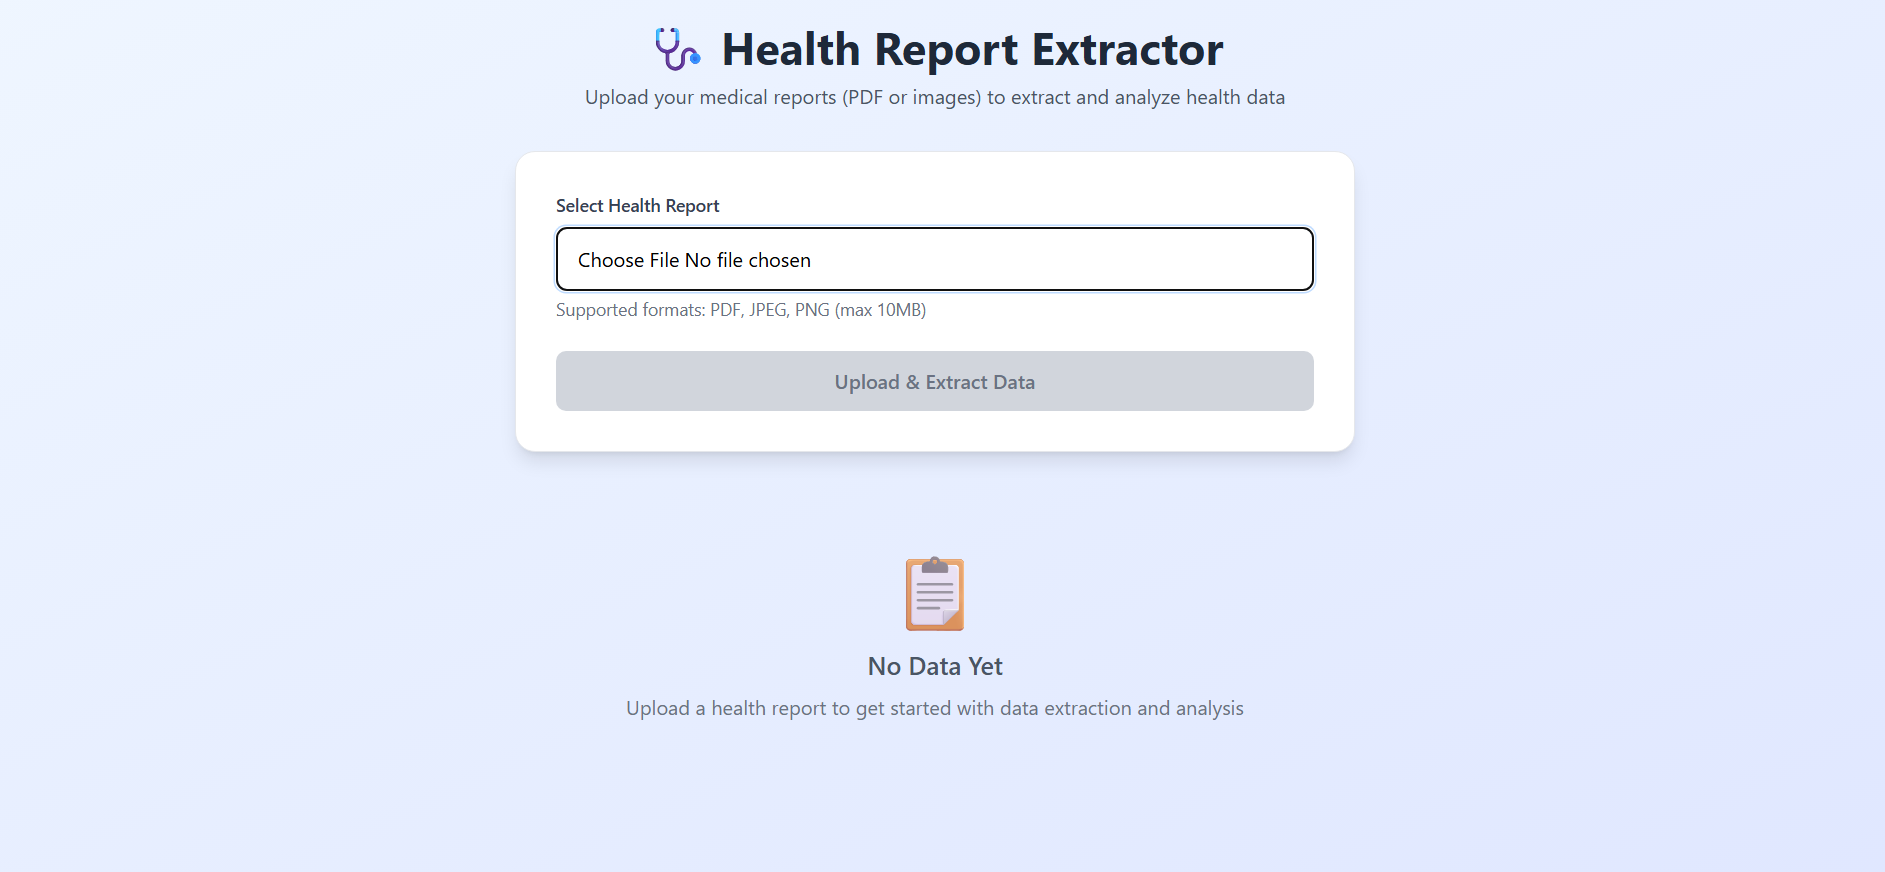 Health Report Extractor
Upload your medical reports (PDF or images) to extract and analyze health data
Select Health Report
Choose File No file chosen
Supported formats: PDF, JPEG, PNG (max 10MB)
Upload & Extract Data
No Data Yet
Upload a health report to get started with data extraction and analysis